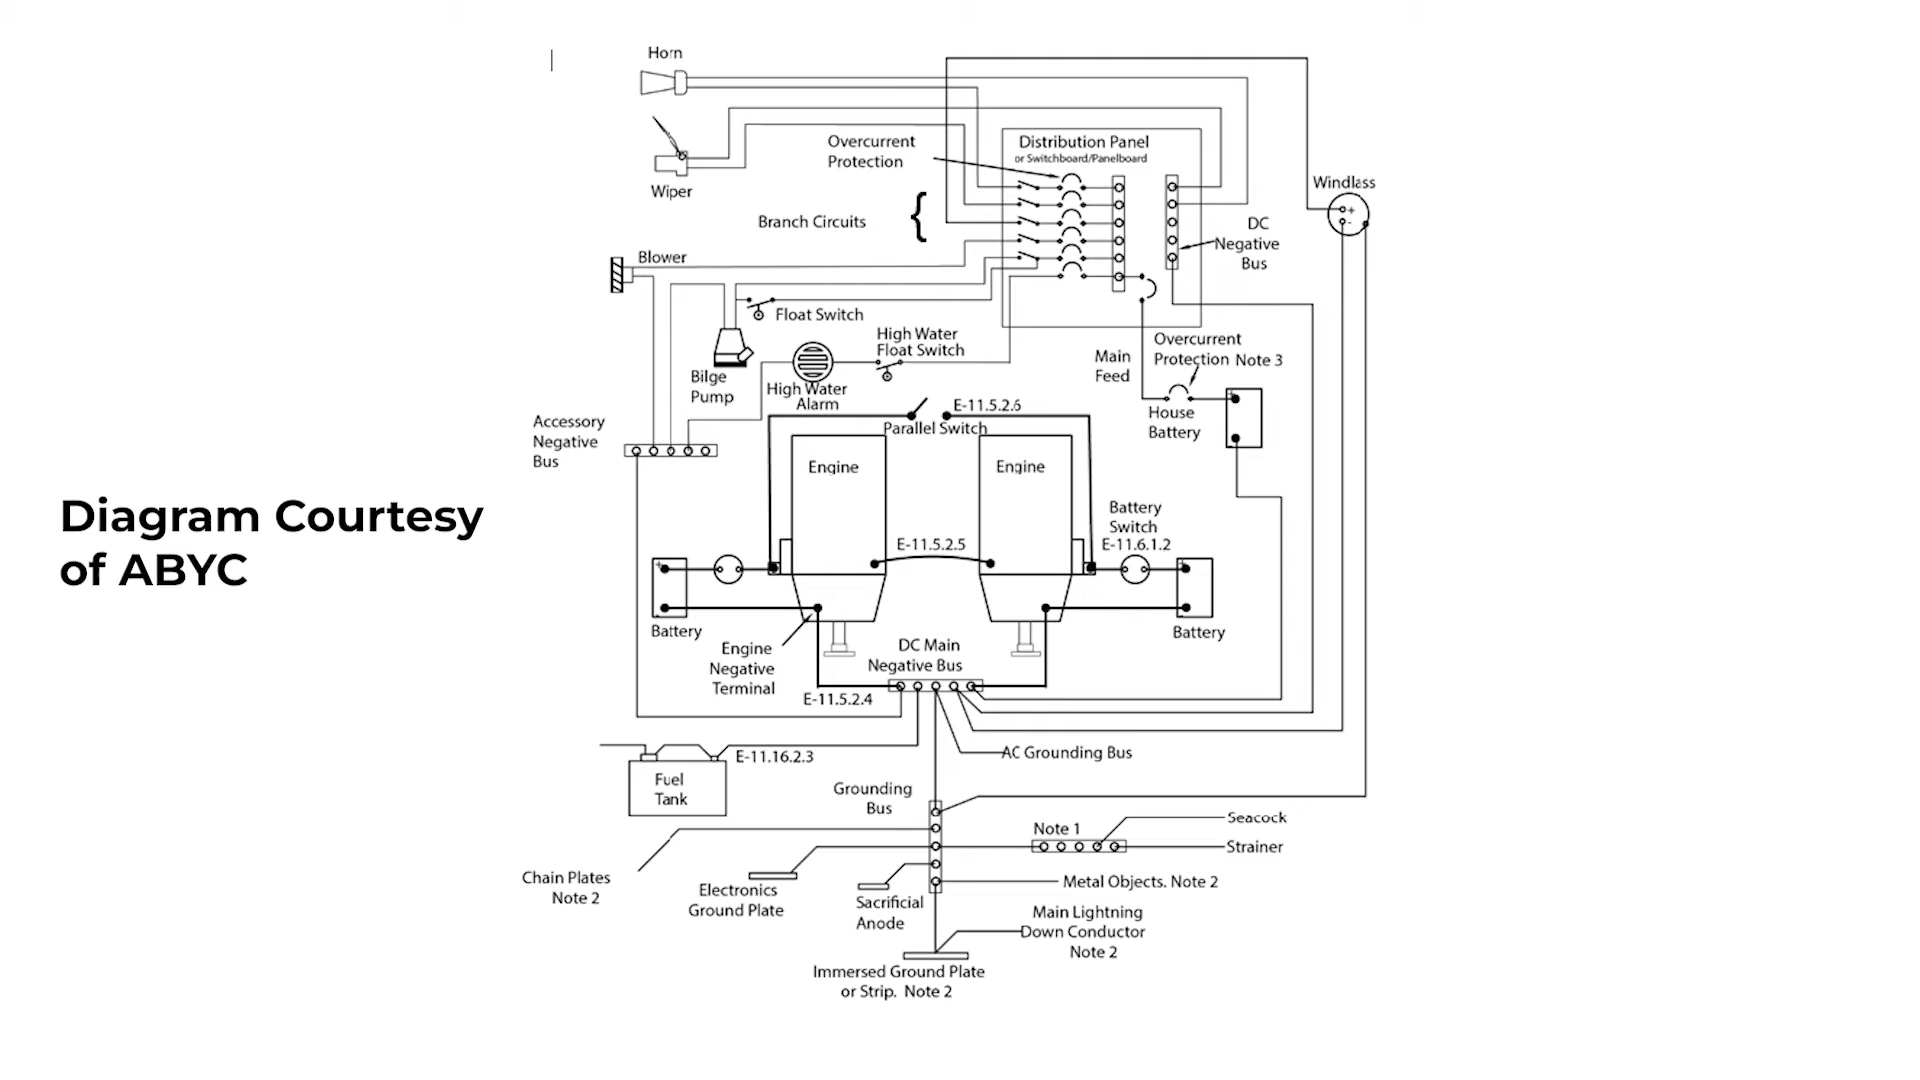 Horn
Wiper
Overcurrent
Protection
Distribution Panel
or Switchboard/Panelboard
Windlass
+
-
Branch Circuits
{
DC
Negative
Bus
Blower
Float Switch
High Water
Float Switch
Bilge
Pump
High Water
Alarm
Main
Feed
Overcurrent
Protection Note 3
House
Battery
Accessory
Negative
Bus
E-11.5.2.6
Parallel Switch
Engine
Engine
Diagram Courtesy
of ABYC
Battery
Switch
E-11.6.1.2
E-11.5.2.5
Battery
Battery
Engine
Negative
Terminal
DC Main
Negative Bus
E-11.5.2.4
E-11.16.2.3
AC Grounding Bus
Fuel
Tank
Grounding
Bus
Note 1
Seacock
Strainer
Chain Plates
Note 2
Electronics
Ground Plate
Sacrificial
Anode
Metal Objects. Note 2
Main Lightning
Down Conductor
Note 2
Immersed Ground Plate
or Strip. Note 2